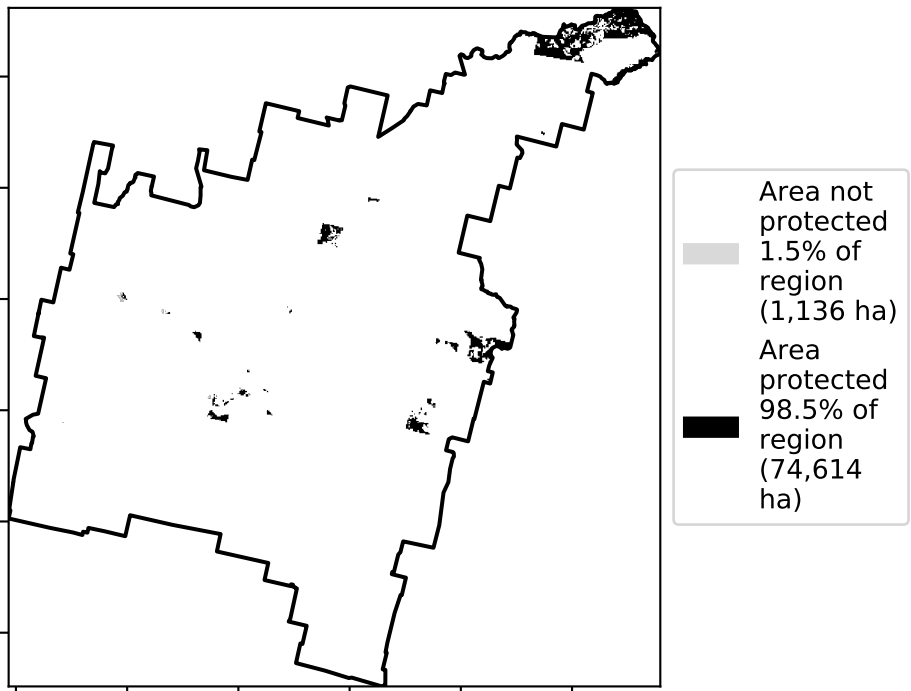 Area not
protected
1.5% of
region
(1,136 ha)
Area
protected
98.5% of
region
(74,614
ha)